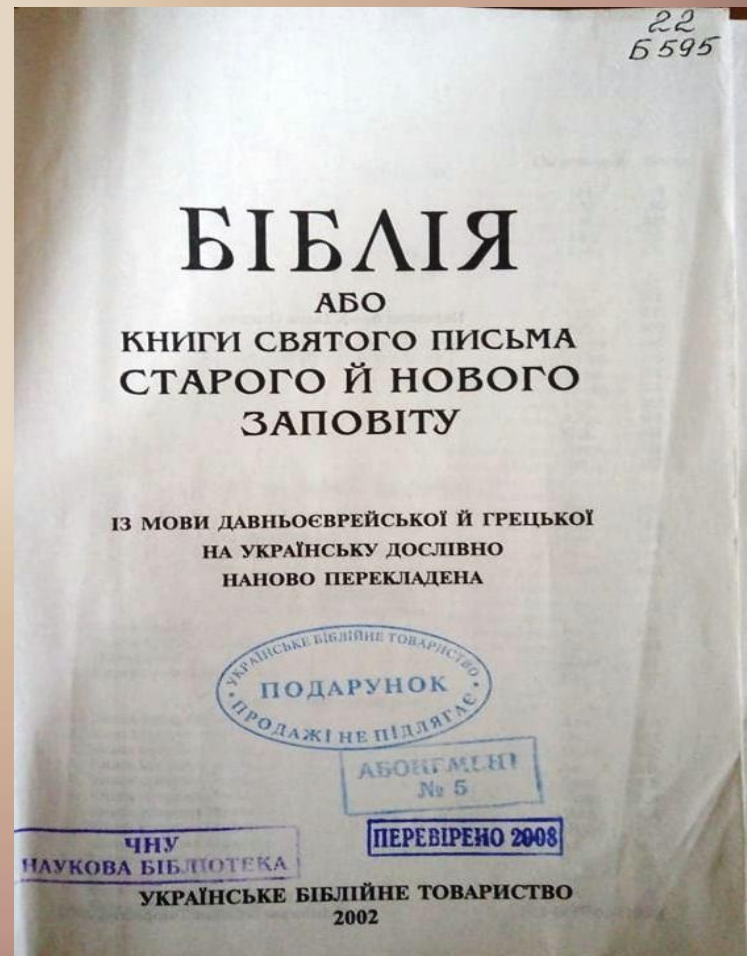 22
Б 595
БІБЛІЯ
АБО
КНИГИ СВЯТОГО ПИСЬМА
СТАРОГО Й НОВОГО
ЗАПОВІТУ
ІЗ МОВИ ДАВНЬОЄВРЕЙСЬКОЇ Й ГРЕЦЬКОЇ
НА УКРАЇНСЬКУ ДОСЛІВНО
НАНОВО ПЕРЕКЛАДЕНА
УКРАЇНСЬКЕ БІБЛІЙНЕ ТОВАРИСТВО
ПОДАРУНОК
ПРОДАЖІ НЕ ПІДЛЯГАЄ
АБОНЕМЕНТ
№ 5
ПЕРЕВІРЕНО 2008
ЧНУ
НАУКОВА БІБЛІОТЕКА
УКРАЇНСЬКЕ БІБЛІЙНЕ ТОВАРИСТВО
2002